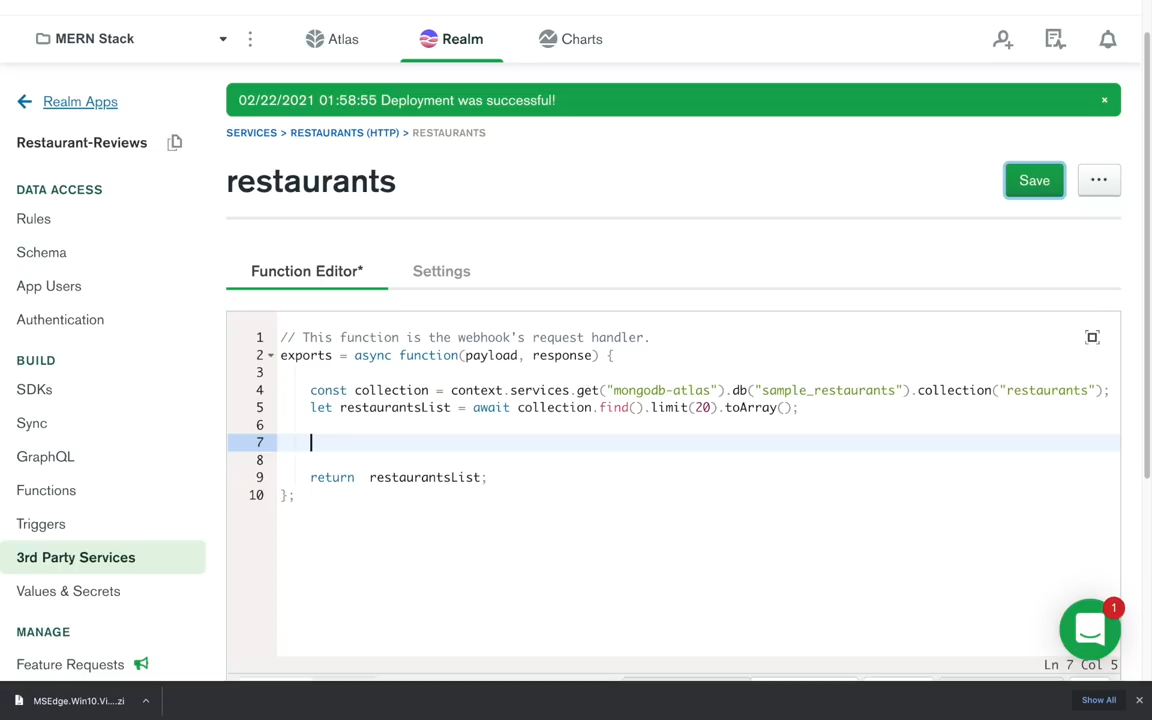 MERN Stack
Atlas
Realm
Charts
Realm Apps
02/22/2021 01:58:55 Deployment was successful!
×
SERVICES > RESTAURANTS (HTTP) > RESTAURANTS
Restaurant-Reviews
restaurants
Save
...
DATA ACCESS
Rules
Schema
App Users
Authentication
BUILD
SDKs
Sync
GraphQL
Functions
Triggers
3rd Party Services
Values & Secrets
MANAGE
Feature Requests
Function Editor*
Settings
1 // This function is the webhook's request handler.
2 exports = async function(payload, response) {
3
4 const collection = context.services.get("mongodb-atlas").db("sample_restaurants").collection("restaurants");
5 let restaurantsList = await collection.find().limit(20).toArray();
6
7
8
9 return  restaurantsList;
10 };
1
Ln 7 Col 5
MSEdge.Win10.Vi....zi
Show All
×